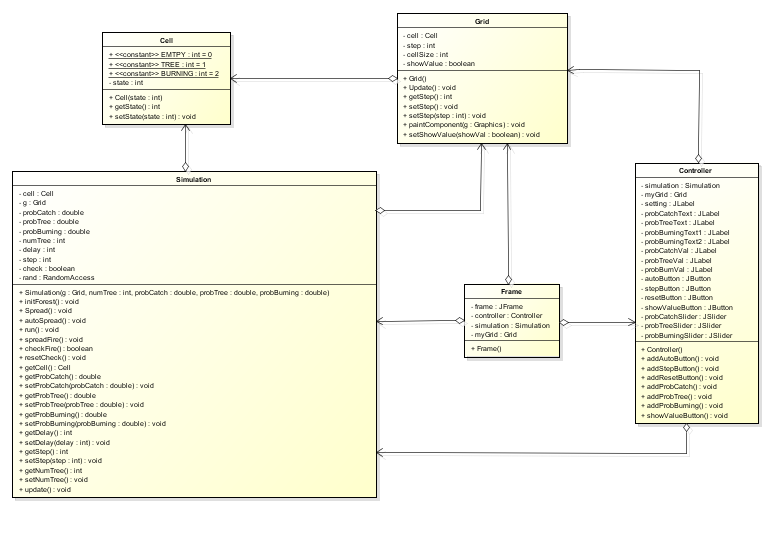 Cell
+ <<constant>> EMTPY : int = 0
+ <<constant>> TREE : int = 1
+ <<constant>> BURNING : int = 2
- state : int
+ Cell(state : int)
+ getState() : int
+ setState(state : int) : void
Grid
- cell : Cell
- step : int
- cellSize : int
- showValue : boolean
+ Grid()
+ Update() : void
+ getStep() : int
+ setStep() : int
+ setStep(step : int) : void
+ paintComponent(g : Graphics) : void
+ setShowValue(showVal : boolean) : void
Simulation
- cell : Cell
- g : Grid
- probCatch : double
- probTree : double
- probBurning : double
- numTree : int
- delay : int
- step : int
- check : boolean
- rand : RandomAccess
+ Simulation(g : Grid, numTree : int, probCatch : double, probTree : double, probBurning : double)
+ initForest() : void
+ Spread() : void
+ autoSpread() : void
+ run() : void
+ spreadFire() : void
+ checkFire() : boolean
+ resetCheck() : void
+ getCell() : Cell
+ getProbCatch() : double
+ setProbCatch(probCatch : double) : void
+ getProbTree() : double
+ setProbTree(probTree : double) : void
+ getProbBurning() : double
+ setProbBurning(probBurning : double) : void
+ getDelay() : int
+ setDelay(delay : int) : void
+ getStep() : int
+ setStep(step : int) : void
+ getNumTree() : int
+ setNumTree() : void
+ update() : void
Frame
- frame : JFrame
- controller : Controller
- simulation : Simulation
- myGrid : Grid
+ Frame()
Controller
- simulation : Simulation
- myGrid : Grid
- setting : JLabel
- probCatchText : JLabel
- probTreeText : JLabel
- probBurningText1 : JLabel
- probBurningText2 : JLabel
- probCatchVal : JLabel
- probTreeVal : JLabel
- probBurnVal : JLabel
- autoButton : JButton
- stepButton : JButton
- resetButton : JButton
- showValueButton : JButton
- probCatchSlider : JSlider
- probTreeSlider : JSlider
- probBurningSlider : JSlider
+ Controller()
+ addAutoButton() : void
+ addStepButton() : void
+ addResetButton() : void
+ addProbCatch() : void
+ addProbTree() : void
+ addProbBurning() : void
+ showValueButton() : void